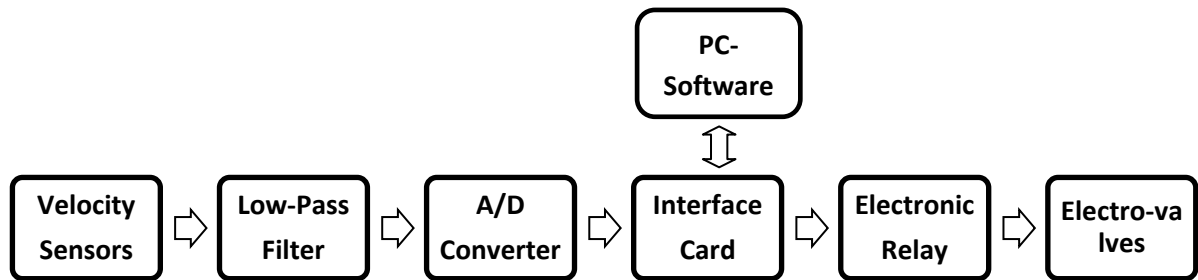 PC-
Software
Velocity
Sensors
Low-Pass
Filter
A/D
Converter
Interface
Card
Electronic
Relay
Electro-va
lves